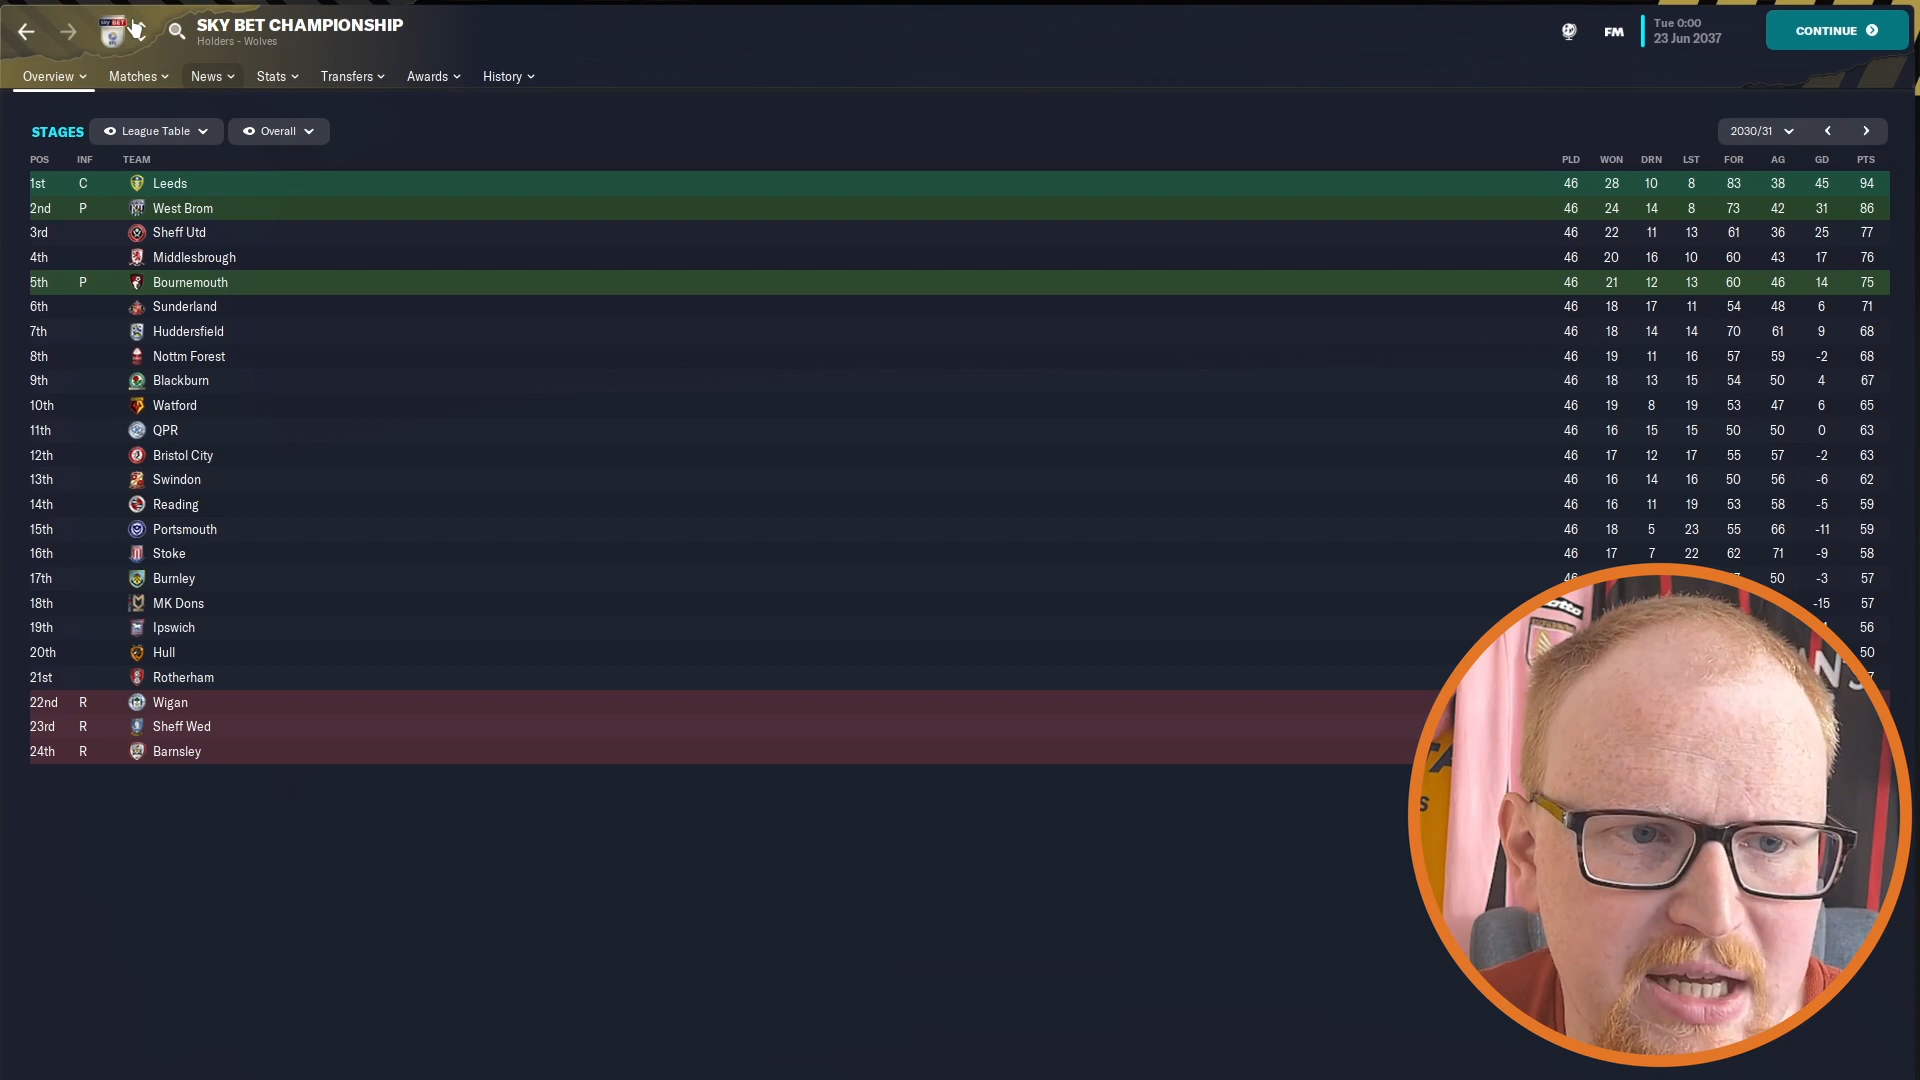 SKY BET CHAMPIONSHIP
Holders - Wolves
FM
Tue 0:00
23 Jun 2037
CONTINUE
Overview Matches News Stats Transfers Awards History
STAGES League Table Overall 2030/31
POS INF TEAM PLD WON DRN LST FOR AG GD PTS
1st C Leeds 46 28 10 8 83 38 45 94
2nd P West Brom 46 24 14 8 73 42 31 86
3rd Sheff Utd 46 22 11 13 61 36 25 77
4th Middlesbrough 46 20 16 10 60 43 17 76
5th P Bournemouth 46 21 12 13 60 46 14 75
6th Sunderland 46 18 17 11 54 48 6 71
7th Huddersfield 46 18 14 14 70 61 9 68
8th Nottm Forest 46 19 11 16 57 59 -2 68
9th Blackburn 46 18 13 15 54 50 4 67
10th Watford 46 19 8 19 53 47 6 65
11th QPR 46 16 15 15 50 50 0 63
12th Bristol City 46 17 12 17 55 57 -2 63
13th Swindon 46 16 14 16 50 56 -6 62
14th Reading 46 16 11 19 53 58 -5 59
15th Portsmouth 46 18 5 23 55 66 -11 59
16th Stoke 46 17 7 22 62 71 -9 58
17th Burnley 46 50 -3 57
18th MK Dons -15 57
19th Ipswich 56
20th Hull 50
21st Rotherham
22nd R Wigan
23rd R Sheff Wed
24th R Barnsley